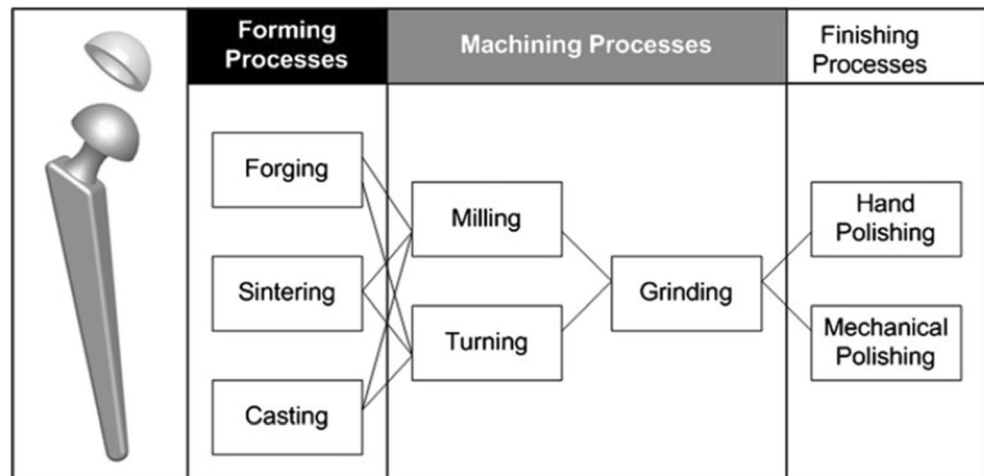 Forming
Processes
Machining Processes
Finishing
Processes
Forging
Sintering
Casting
Milling
Turning
Grinding
Hand
Polishing
Mechanical
Polishing